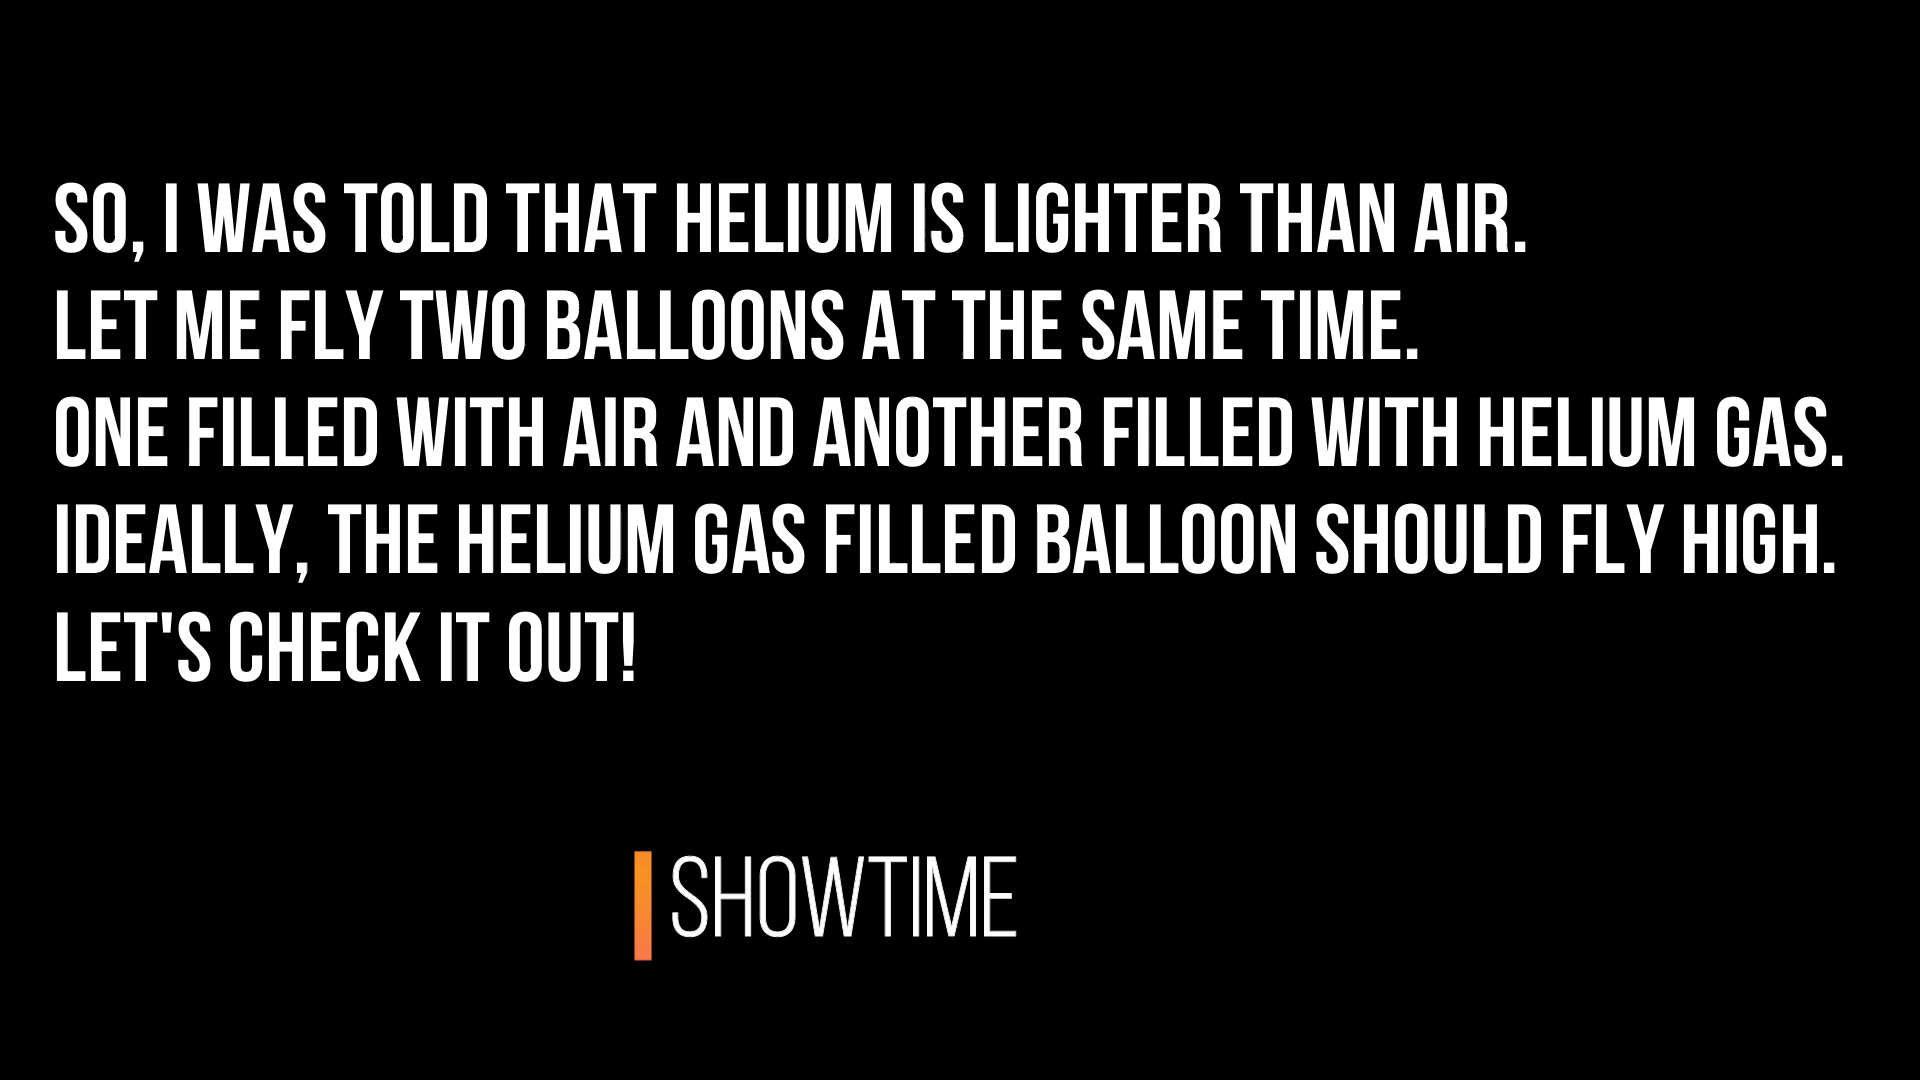 SO, I WAS TOLD THAT HELIUM IS LIGHTER THAN AIR.
LET ME FLY TWO BALLOONS AT THE SAME TIME.
ONE FILLED WITH AIR AND ANOTHER FILLED WITH HELIUM GAS.
IDEALLY, THE HELIUM GAS FILLED BALLOON SHOULD FLY HIGH.
LET'S CHECK IT OUT!
SHOWTIME